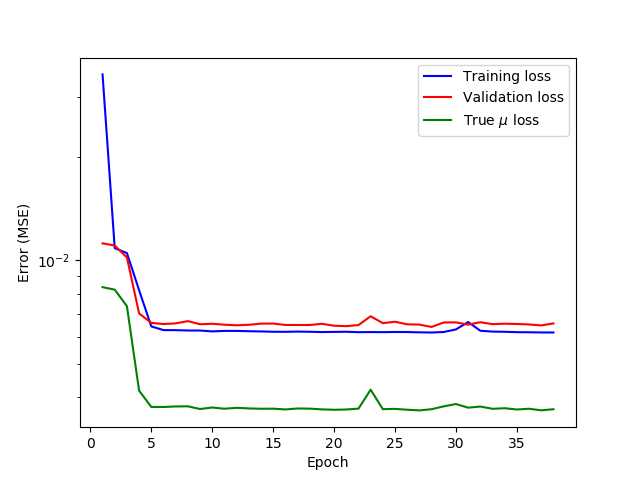 Training loss
Validation loss
True μ loss
Error (MSE)
10⁻²
0 5 10 15 20 25 30 35
Epoch